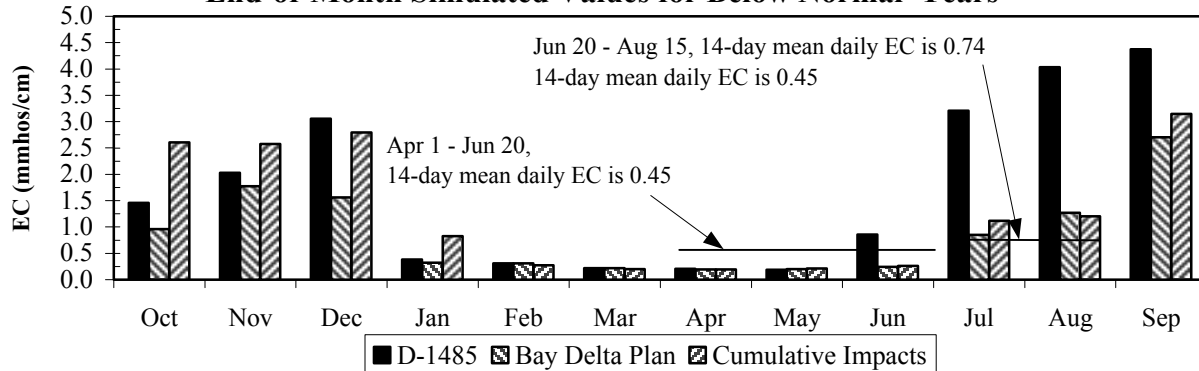 End-of-Month Simulated Values for Below Normal Years
5.0
4.5
4.0
3.5
3.0
2.5
2.0
1.5
1.0
0.5
0.0
EC (mmhos/cm)
Jun 20 - Aug 15, 14-day mean daily EC is 0.74
14-day mean daily EC is 0.45
Apr 1 - Jun 20,
14-day mean daily EC is 0.45
Oct Nov Dec Jan Feb Mar Apr May Jun Jul Aug Sep
D-1485 Bay Delta Plan Cumulative Impacts